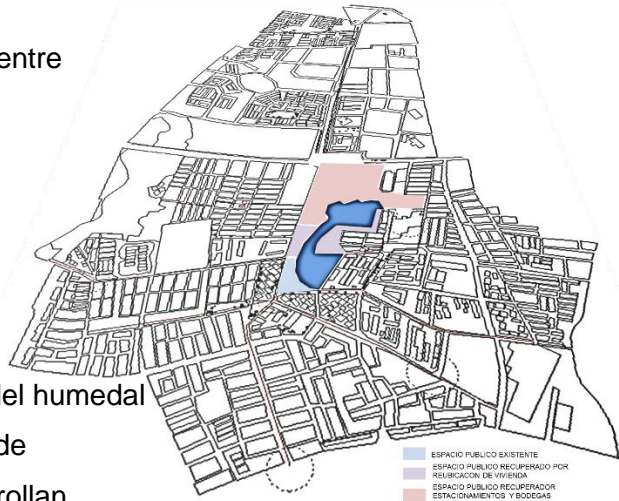 entre
del humedal
de
rollan
ESPACIO PUBLICO EXISTENTE
ESPACIO PUBLICO RECUPERADO POR
REUBICACON DE VIVIENDA
ESPACIO PUBLICO RECUPERADOR
ESTACIONAMIENTOS Y BODEGAS